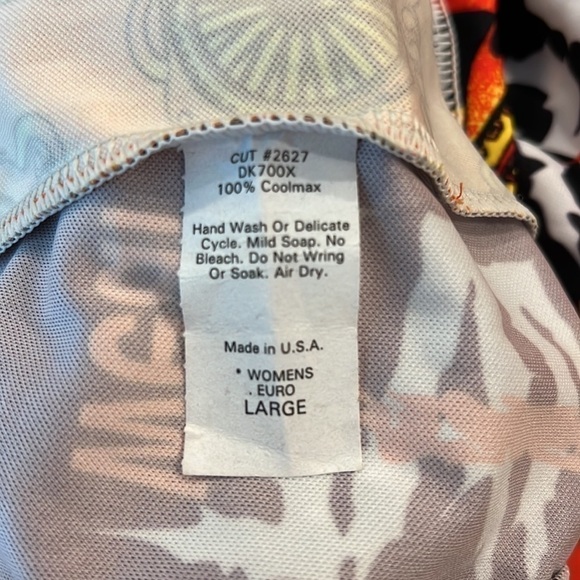 CUT #2627
DK700X
100% Coolmax
Hand Wash Or Delicate
Cycle. Mild Soap. No
Bleach. Do Not Wring
Or Soak. Air Dry.
Made in U.S.A.
* WOMENS
. EURO
LARGE